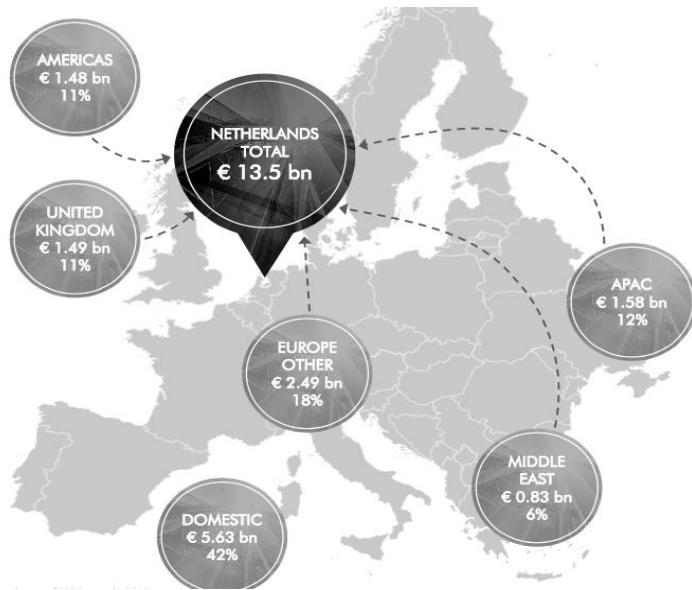 AMERICAS
€ 1.48 bn
11%
NETHERLANDS
TOTAL
€ 13.5 bn
UNITED
KINGDOM
€ 1.49 bn
11%
APAC
€ 1.58 bn
12%
EUROPE
OTHER
€ 2.49 bn
18%
MIDDLE
EAST
€ 0.83 bn
6%
DOMESTIC
€ 5.63 bn
42%